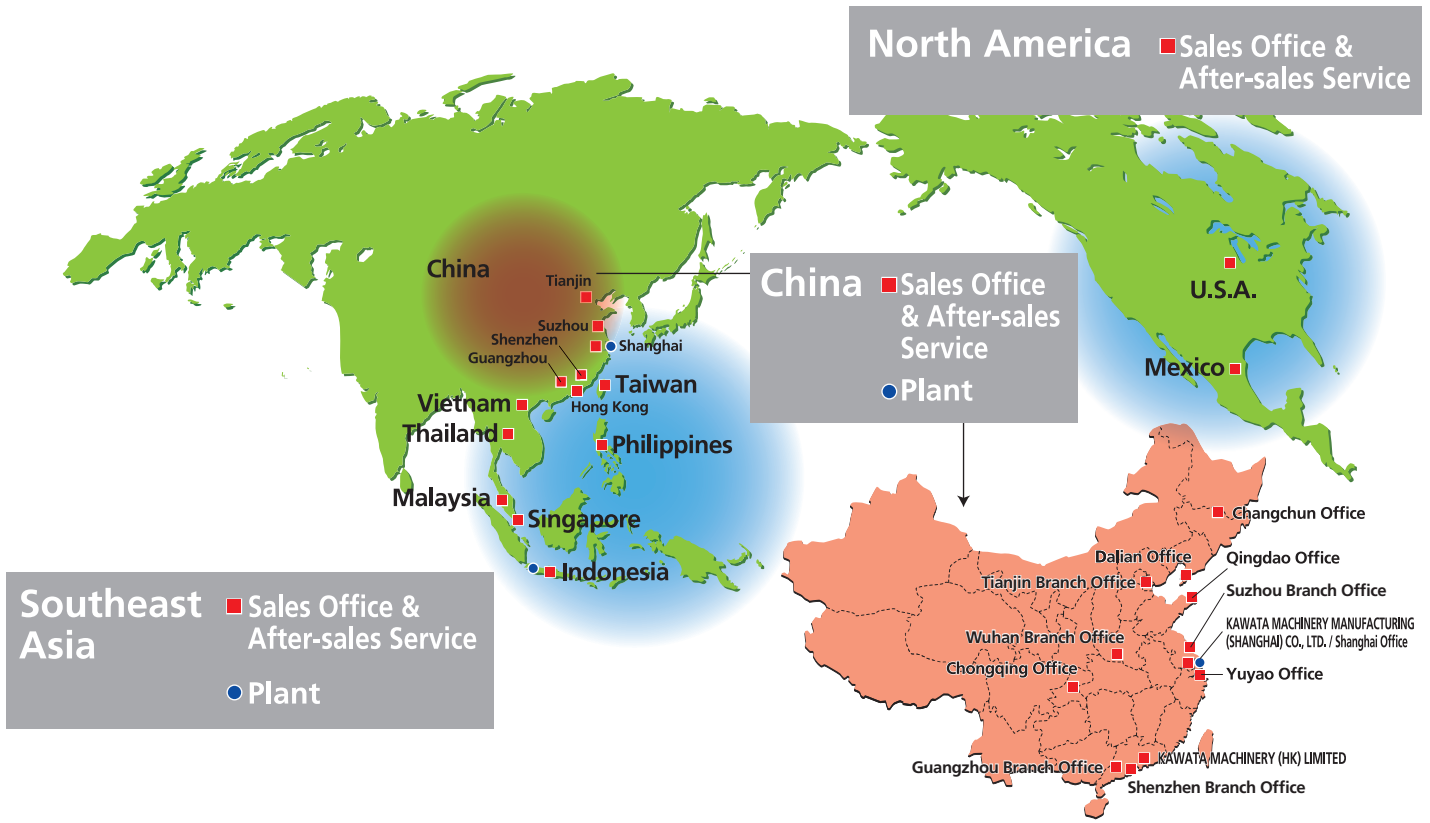 North America
Sales Office &
After-sales Service
China
Tianjin
Suzhou
Shenzhen
Guangzhou
Shanghai
Taiwan
Hong Kong
Vietnam
Thailand
Philippines
Malaysia
Singapore
Indonesia
China
Sales Office
& After-sales
Service
Plant
U.S.A.
Mexico
Southeast
Asia
Sales Office &
After-sales Service
Plant
Changchun Office
Dalian Office
Qingdao Office
Tianjin Branch Office
Suzhou Branch Office
KAWATA MACHINERY MANUFACTURING
(SHANGHAI) CO., LTD. / Shanghai Office
Wuhan Branch Office
Chongqing Office
Yuyao Office
KAWATA MACHINERY (HK) LIMITED
Guangzhou Branch Office
Shenzhen Branch Office